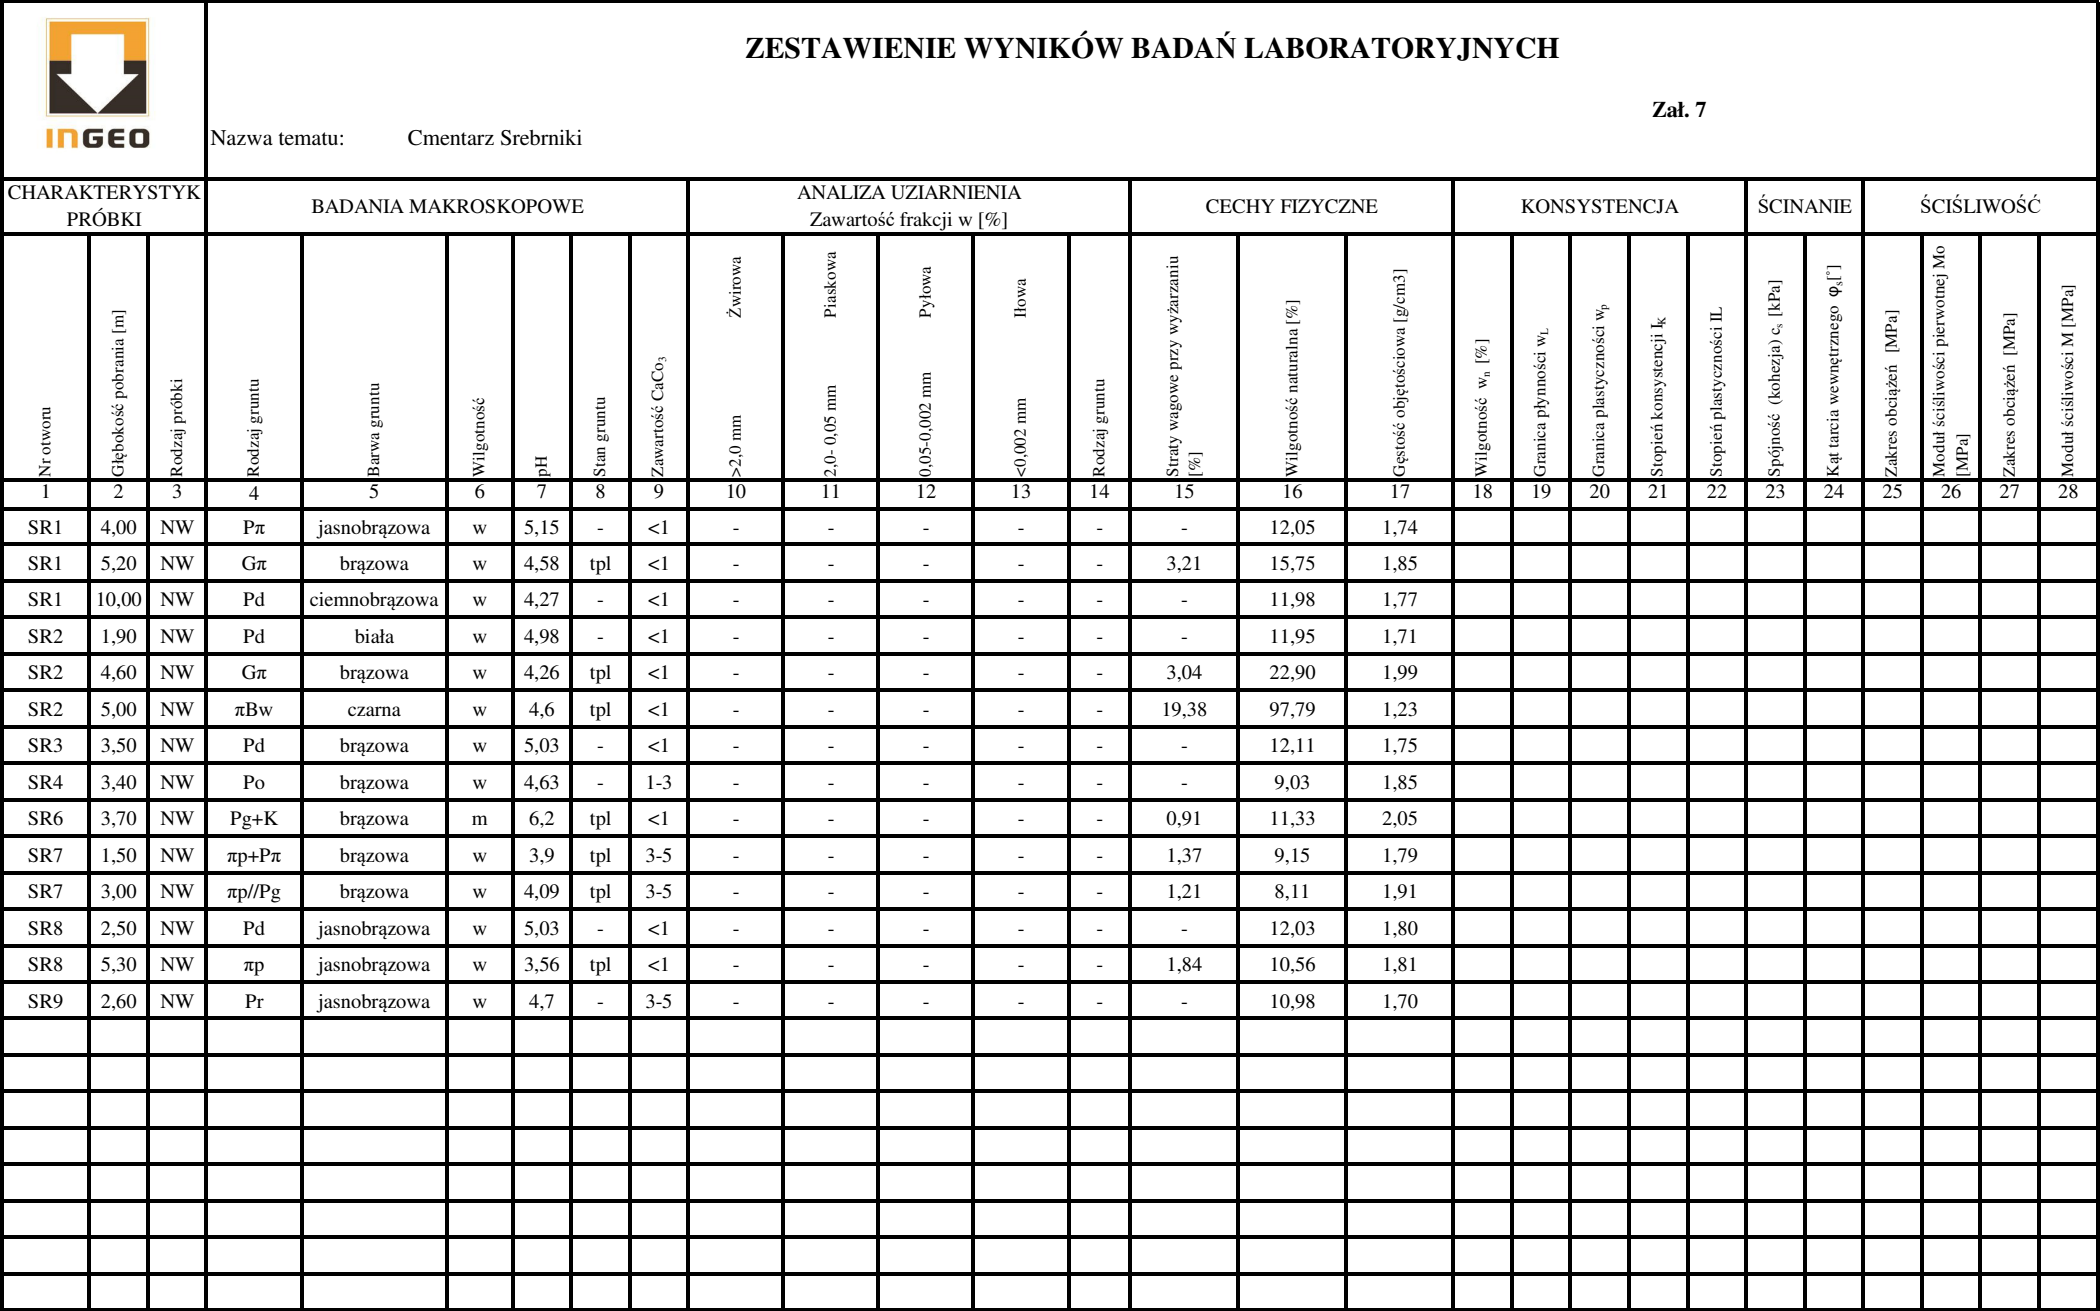 INGEO
ZESTAWIENIE WYNIKÓW BADAŃ LABORATORYJNYCH
Zał. 7
Nazwa tematu: Cmentarz Srebrniki
CHARAKTERYSTYK
PRÓBKI
BADANIA MAKROSKOPOWE
ANALIZA UZIARNIENIA
Zawartość frakcji w [%]
CECHY FIZYCZNE
KONSYSTENCJA
ŚCINANIE
ŚCIŚLIWOŚĆ
Nr otworu
Głębokość pobrania [m]
Rodzaj próbki
Rodzaj gruntu
Barwa gruntu
Wilgotność
pH
Stan gruntu
Zawartość CaCo₃
>2,0 mm Żwirowa
2,0- 0,05 mm Piaskowa
0,05-0,002 mm Pyłowa
<0,002 mm Iłowa
Rodzaj gruntu
Straty wagowe przy wyżarzaniu
[%]
Wilgotność naturalna [%]
Gęstość objętościowa [g/cm3]
Wilgotność wₙ [%]
Granica płynności w_L
Granica plastyczności wₚ
Stopień konsystencji I_K
Stopień plastyczności IL
Spójność (kohezja) cₛ [kPa]
Kąt tarcia wewnętrznego φₛ[˚]
Zakres obciążeń [MPa]
Moduł ściśliwości pierwotnej Mo
[MPa]
Zakres obciążeń [MPa]
Moduł ściśliwości M [MPa]
1 2 3 4 5 6 7 8 9 10 11 12 13 14 15 16 17 18 19 20 21 22 23 24 25 26 27 28
SR1 4,00 NW Pπ jasnobrązowa w 5,15 - <1 - - - - - - 12,05 1,74
SR1 5,20 NW Gπ brązowa w 4,58 tpl <1 - - - - - 3,21 15,75 1,85
SR1 10,00 NW Pd ciemnobrązowa w 4,27 - <1 - - - - - - 11,98 1,77
SR2 1,90 NW Pd biała w 4,98 - <1 - - - - - - 11,95 1,71
SR2 4,60 NW Gπ brązowa w 4,26 tpl <1 - - - - - 3,04 22,90 1,99
SR2 5,00 NW πBw czarna w 4,6 tpl <1 - - - - - 19,38 97,79 1,23
SR3 3,50 NW Pd brązowa w 5,03 - <1 - - - - - - 12,11 1,75
SR4 3,40 NW Po brązowa w 4,63 - 1-3 - - - - - - 9,03 1,85
SR6 3,70 NW Pg+K brązowa m 6,2 tpl <1 - - - - - 0,91 11,33 2,05
SR7 1,50 NW πp+Pπ brązowa w 3,9 tpl 3-5 - - - - - 1,37 9,15 1,79
SR7 3,00 NW πp//Pg brązowa w 4,09 tpl 3-5 - - - - - 1,21 8,11 1,91
SR8 2,50 NW Pd jasnobrązowa w 5,03 - <1 - - - - - - 12,03 1,80
SR8 5,30 NW πp jasnobrązowa w 3,56 tpl <1 - - - - - 1,84 10,56 1,81
SR9 2,60 NW Pr jasnobrązowa w 4,7 - 3-5 - - - - - - 10,98 1,70